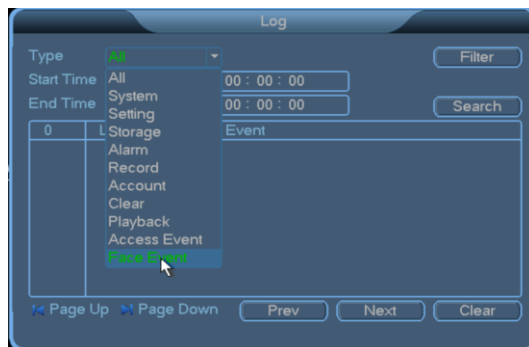 Log
Type All Filter
Start Time 00 : 00 : 00
End Time 00 : 00 : 00 Search
All
System
Setting
Storage
Alarm
Record
Account
Clear
Playback
Access Event
Face Event
0 L Event
Page Up Page Down Prev Next Clear